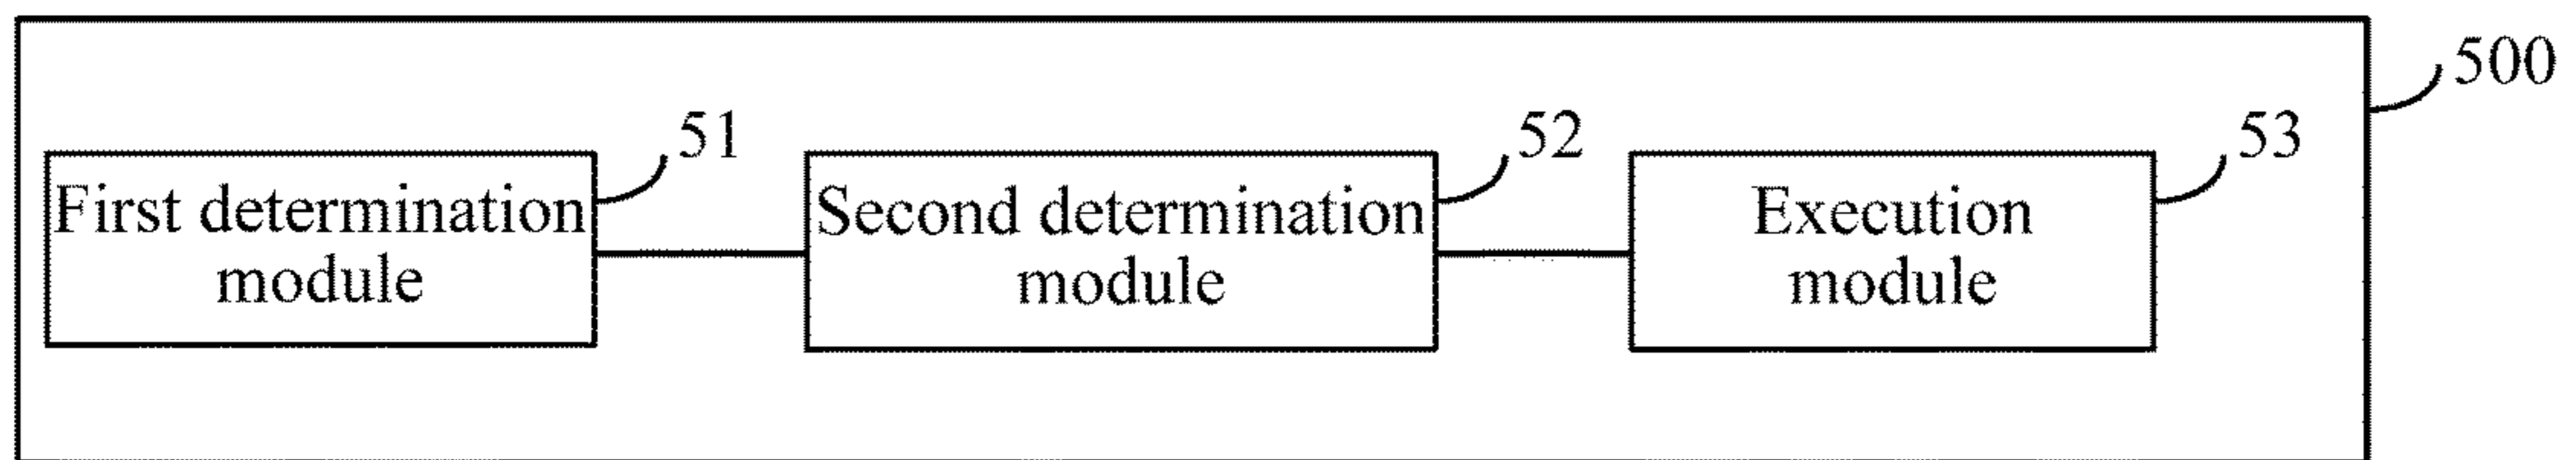 500
51
52
53
First determination
module
Second determination
module
Execution
module